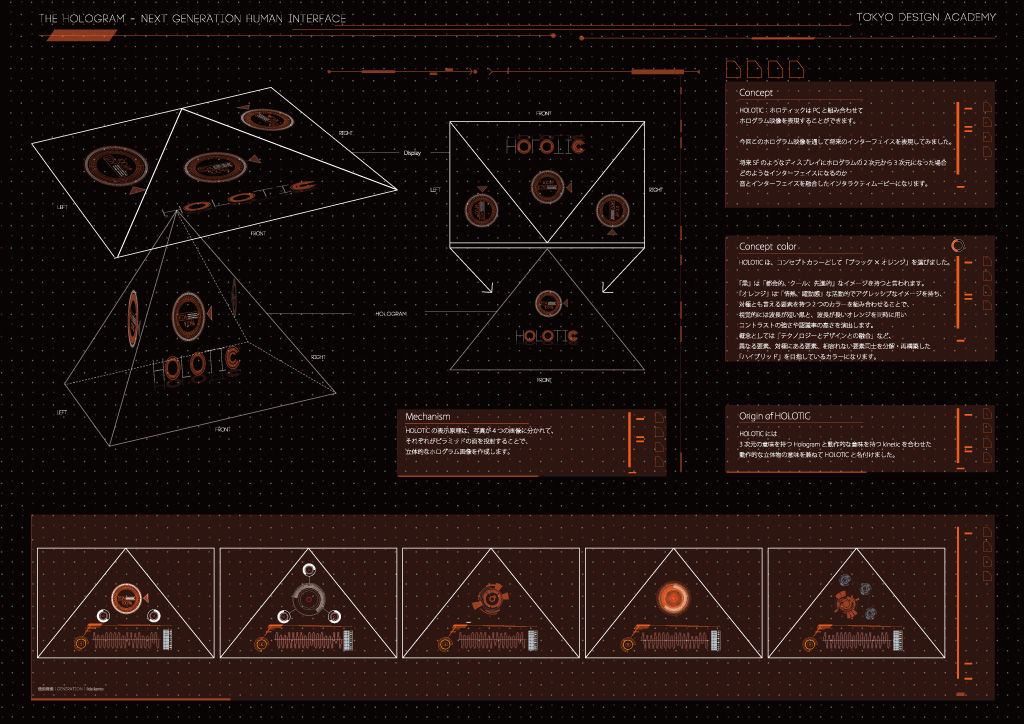 THE HOLOGRAM - NEXT GENERATION HUMAN INTERFACE
TOKYO DESIGN ACADEMY
RIGHT
LEFT
FRONT
HOLOTIC
Display
FRONT
HOLOTIC
LEFT
RIGHT
HOLOTIC
RIGHT
LEFT
FRONT
HOLOGRAM
HOLOTIC
FRONT
Concept
HOLOTIC：ホロティックは PC と組み合わせて
ホログラム映像を表現することができます。
今回このホログラム映像を通して将来のインターフェイスを表現してみました。
将来 SF のようなディスプレイにホログラムの 2 次元から 3 次元になった場合
どのようなインターフェイスになるのか
音とインターフェイスを融合したインタラクティムービーになります。
Concept color
HOLOTIC は、コンセプトカラーとして「ブラック × オレンジ」を選びました。
「黒」は「都会的、クール、先進的」なイメージを持つと言われます。
「オレンジ」は「情熱、躍動感」な活動的でアグレッシブなイメージを持ち、
対極とも言える要素を持つ 2 つのカラーを組み合わせることで、
視覚的には波長が短い黒と、波長が長いオレンジを同時に用い
コントラストの強さや認識率の高さを演出します。
概念としては「テクノロジーとデザインとの融合」など、
異なる要素、対極にある要素、を分解・再構築した
「ハイブリッド」を目指しているカラーになります。
Mechanism
HOLOTIC の表示原理は、写真が 4 つの画像に分かれて、
それぞれがピラミッドの面を投射することで、
立体的なホログラム画像を作成します。
Origin of HOLOTIC
HOLOTIC には
3 次元の意味を持つ Hologram と動作的な意味を持つ kinetic を合わせた
動作的な立体物の意味を兼ねて HOLOTIC と名付けました。